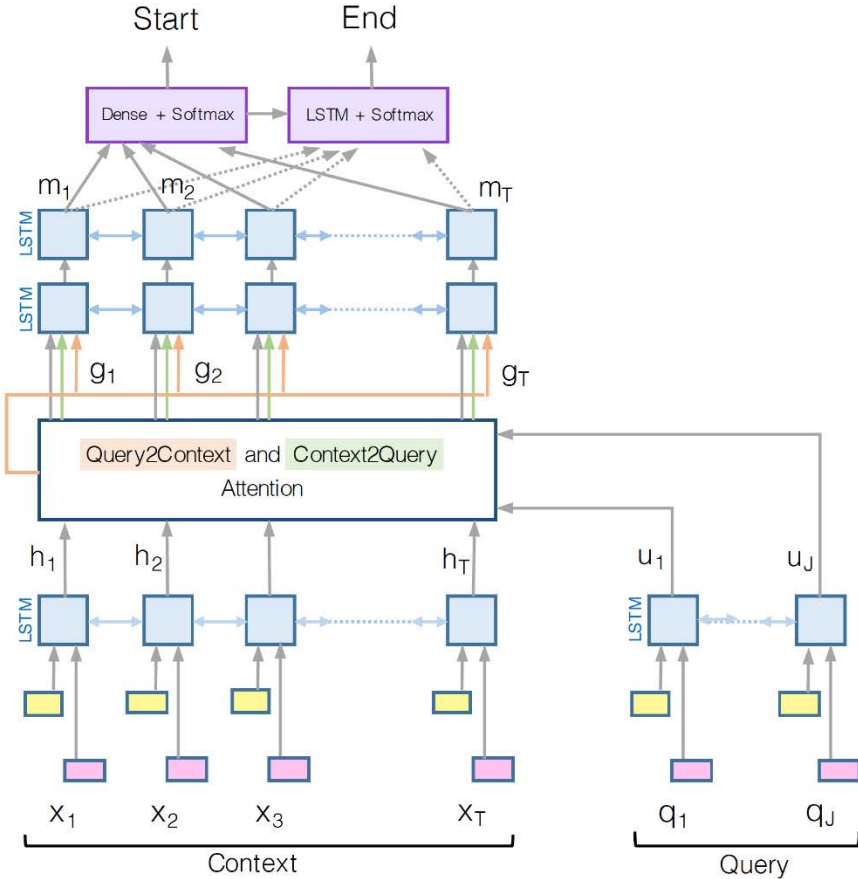 Start End
Dense + Softmax LSTM + Softmax
m1 m2 mT
LSTM
LSTM
g1 g2 gT
Query2Context and Context2Query
Attention
h1 h2 hT u1 uJ
LSTM LSTM
x1 x2 x3 xT q1 qJ
Context Query